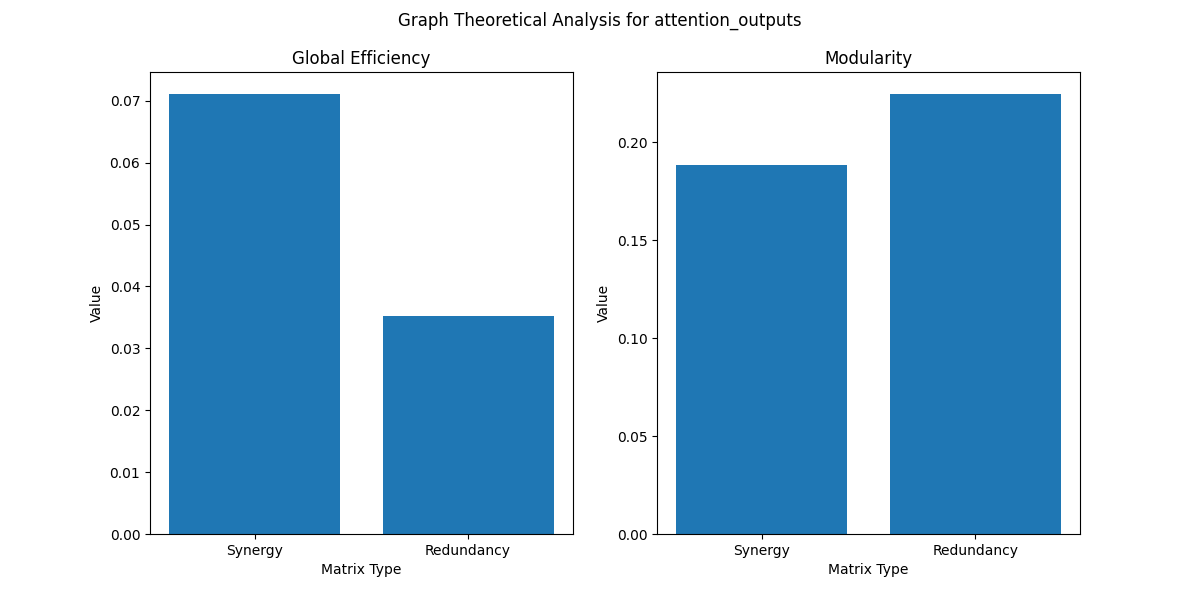 Graph Theoretical Analysis for attention_outputs
Global Efficiency
Value
0.07
0.06
0.05
0.04
0.03
0.02
0.01
0.00
Synergy
Redundancy
Matrix Type
Modularity
Value
0.20
0.15
0.10
0.05
0.00
Synergy
Redundancy
Matrix Type